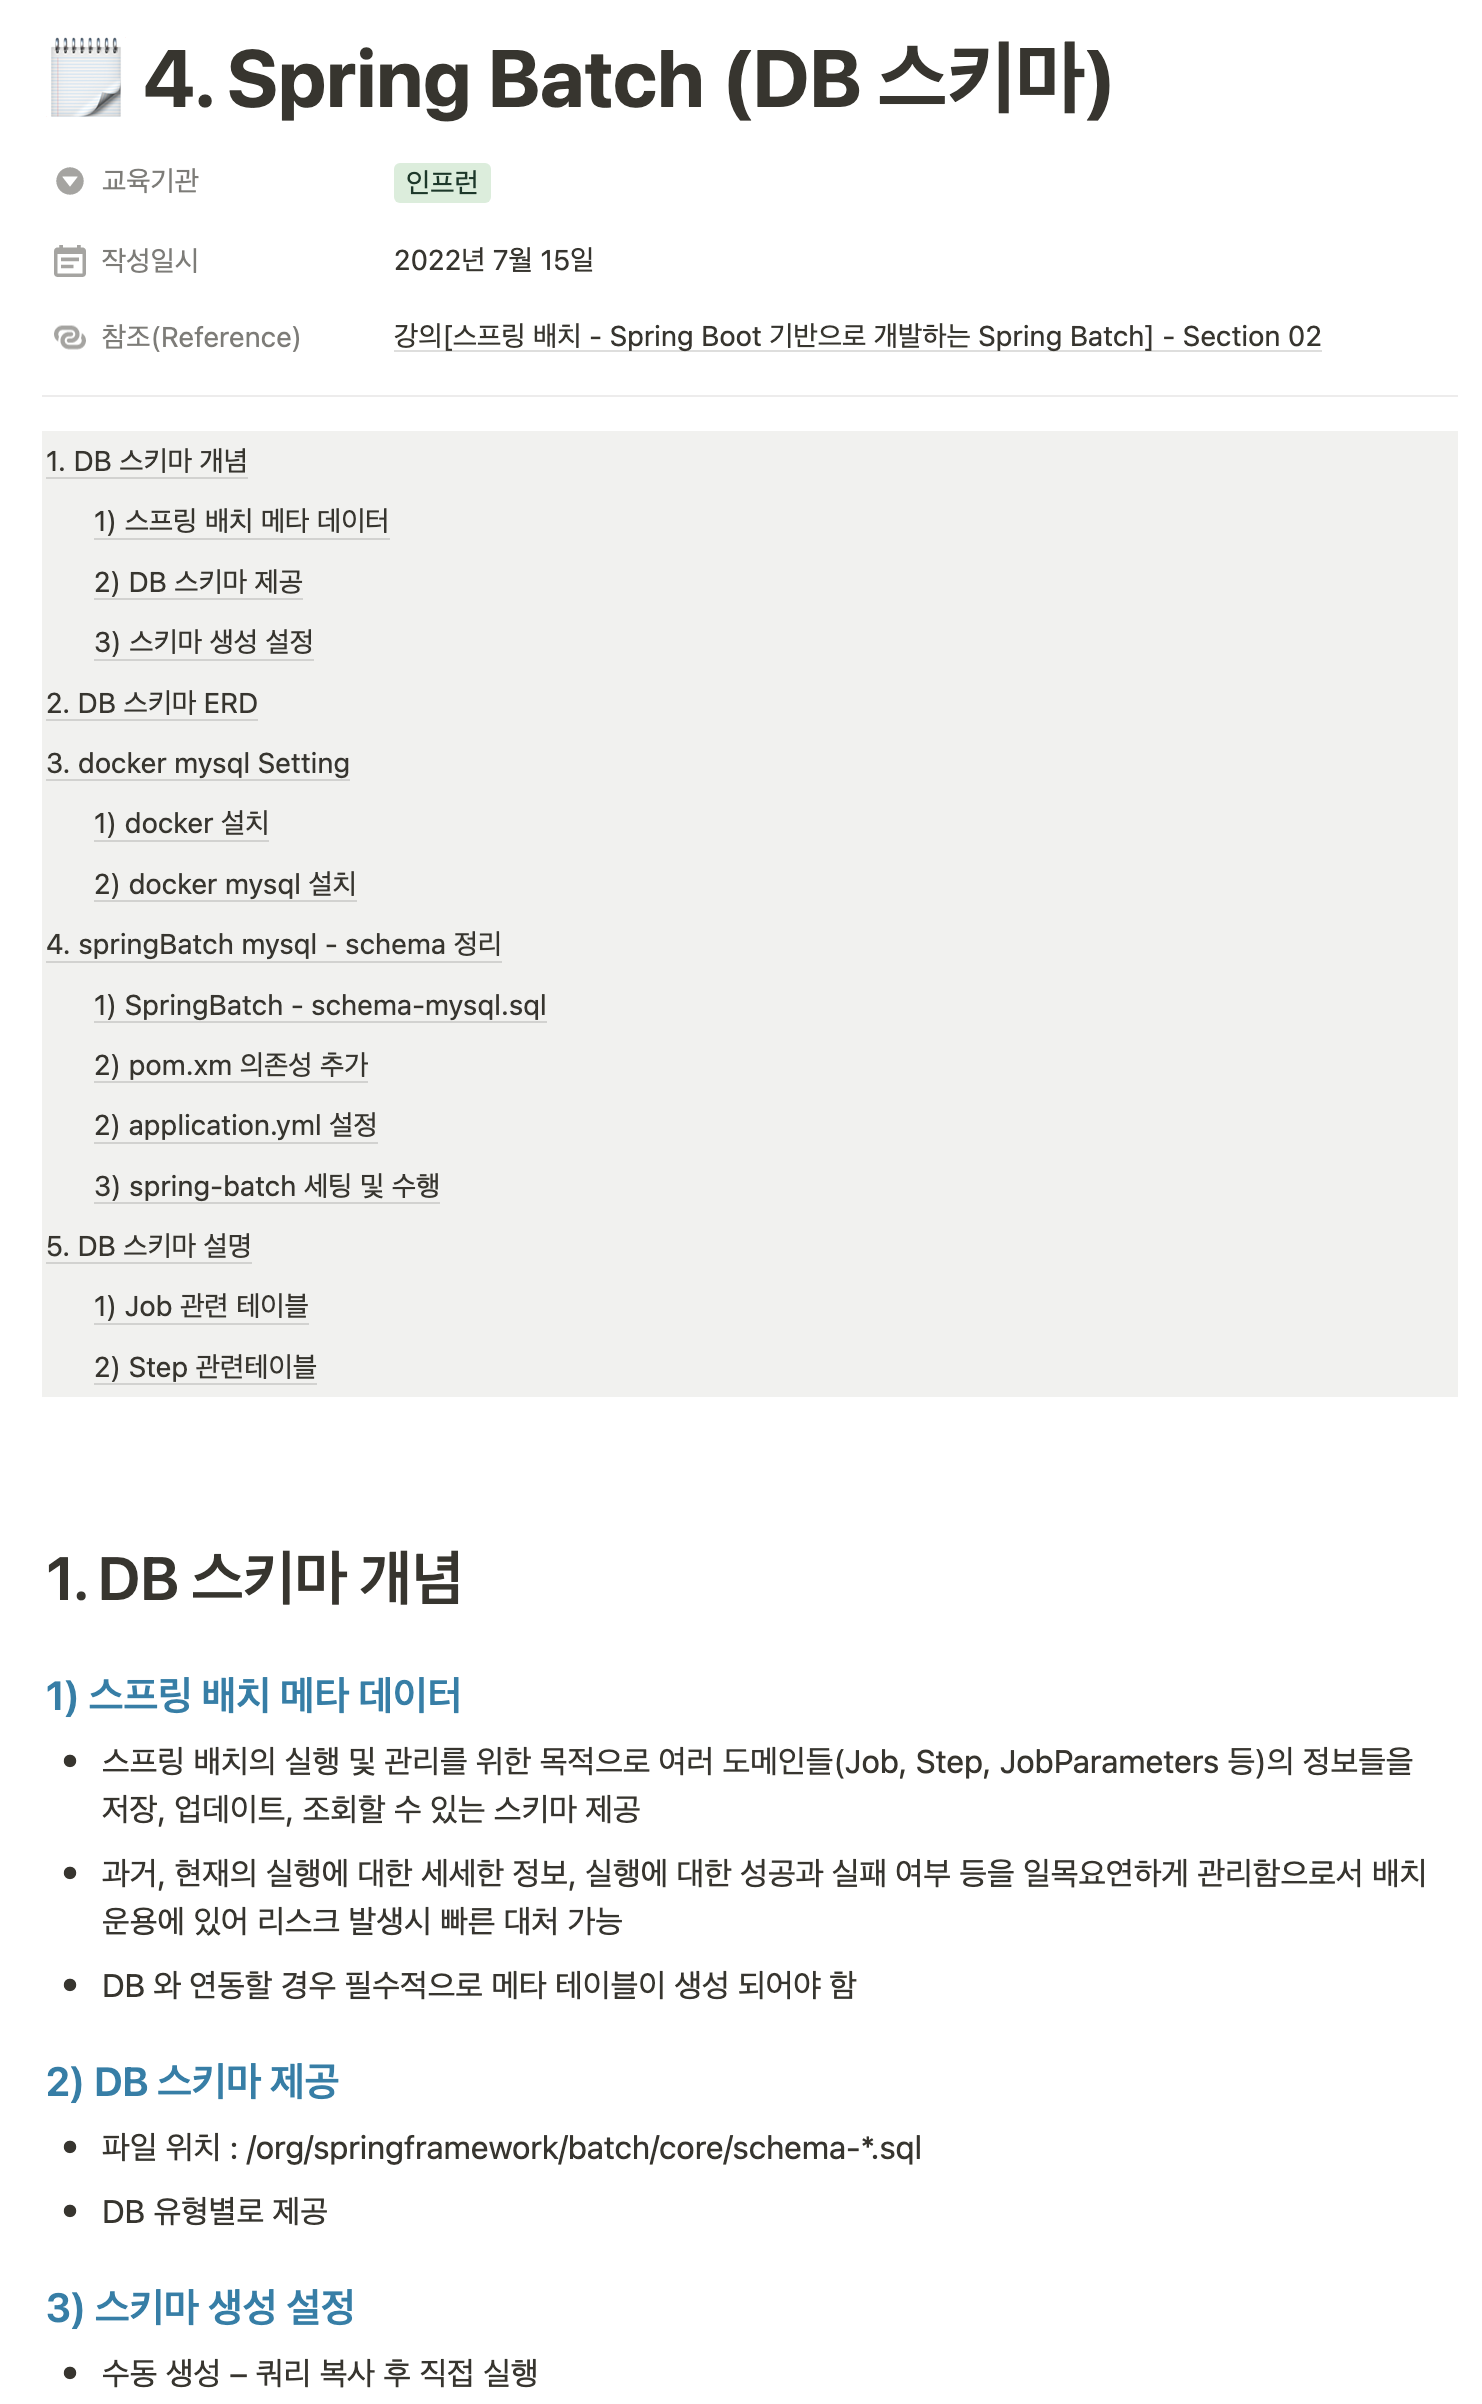 4. Spring Batch (DB 스키마)
교육기관 인프런
작성일시 2022년 7월 15일
참조(Reference) 강의[스프링 배치 - Spring Boot 기반으로 개발하는 Spring Batch] - Section 02
1. DB 스키마 개념
1) 스프링 배치 메타 데이터
2) DB 스키마 제공
3) 스키마 생성 설정
2. DB 스키마 ERD
3. docker mysql Setting
1) docker 설치
2) docker mysql 설치
4. springBatch mysql - schema 정리
1) SpringBatch - schema-mysql.sql
2) pom.xm 의존성 추가
2) application.yml 설정
3) spring-batch 세팅 및 수행
5. DB 스키마 설명
1) Job 관련 테이블
2) Step 관련테이블
1. DB 스키마 개념
1) 스프링 배치 메타 데이터
• 스프링 배치의 실행 및 관리를 위한 목적으로 여러 도메인들(Job, Step, JobParameters 등)의 정보들을
저장, 업데이트, 조회할 수 있는 스키마 제공
• 과거, 현재의 실행에 대한 세세한 정보, 실행에 대한 성공과 실패 여부 등을 일목요연하게 관리함으로서 배치
운용에 있어 리스크 발생시 빠른 대처 가능
• DB 와 연동할 경우 필수적으로 메타 테이블이 생성 되어야 함
2) DB 스키마 제공
• 파일 위치 : /org/springframework/batch/core/schema-*.sql
• DB 유형별로 제공
3) 스키마 생성 설정
• 수동 생성 – 쿼리 복사 후 직접 실행